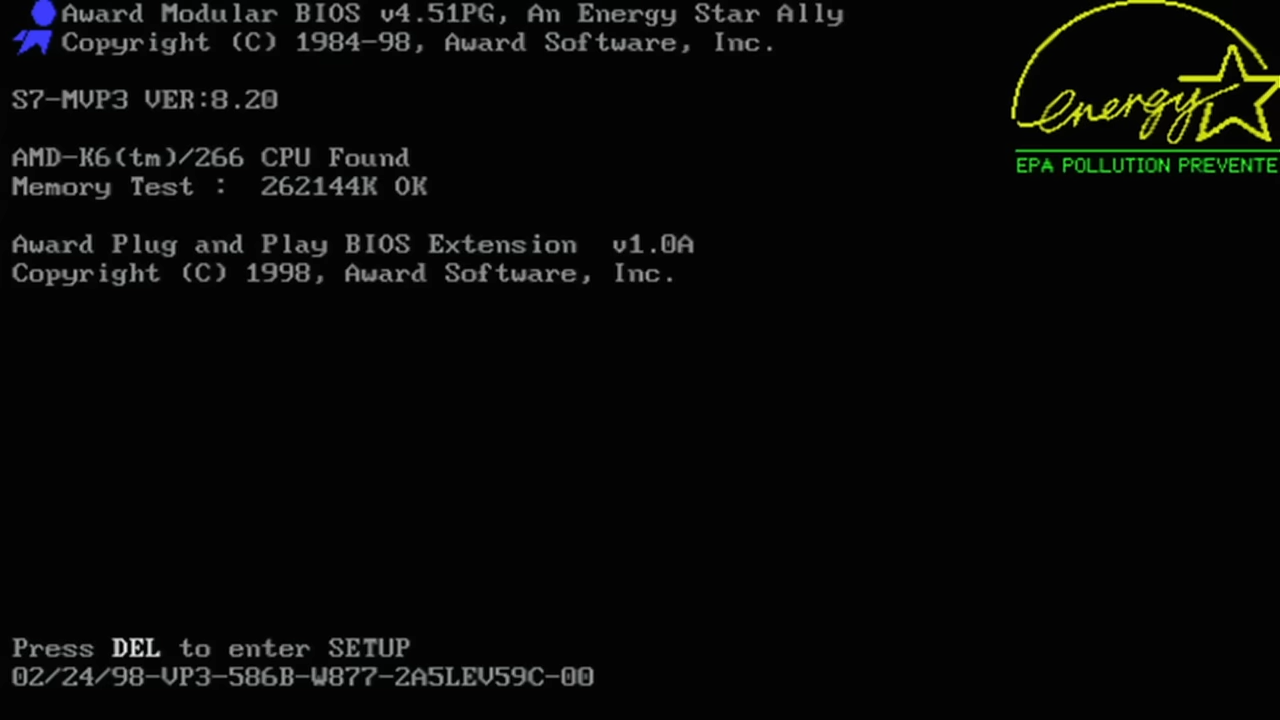 Award Modular BIOS v4.51PG, An Energy Star Ally
Copyright (C) 1984-98, Award Software, Inc.
S7-MVP3 VER:8.20
energy
EPA POLLUTION PREVENTE
AMD-K6(tm)/266 CPU Found
Memory Test :  262144K OK
Award Plug and Play BIOS Extension  v1.0A
Copyright (C) 1998, Award Software, Inc.
Press DEL to enter SETUP
02/24/98-VP3-586B-W877-2A5LEV59C-00